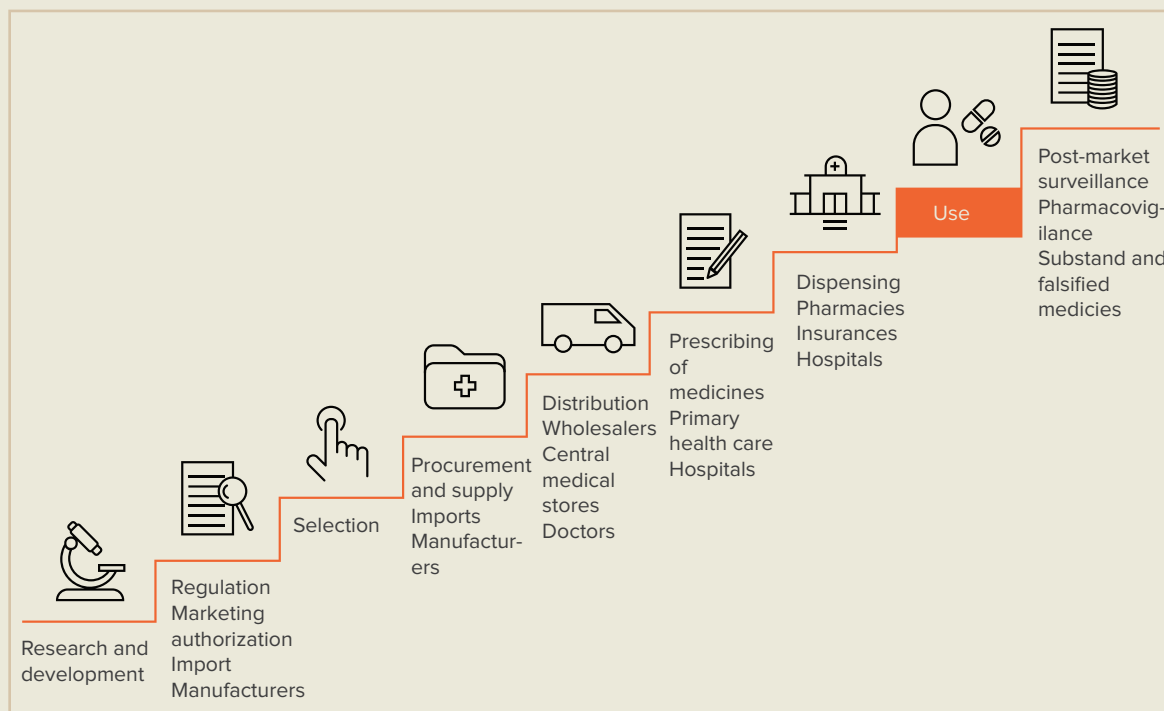 Research and
development
Regulation
Marketing
authorization
Import
Manufacturers
Selection
Procurement
and supply
Imports
Manufactur-
ers
Distribution
Wholesalers
Central
medical
stores
Doctors
Prescribing
of
medicines
Primary
health care
Hospitals
Dispensing
Pharmacies
Insurances
Hospitals
Use
Post-market
surveillance
Pharmacovig-
ilance
Substand and
falsified
medicies